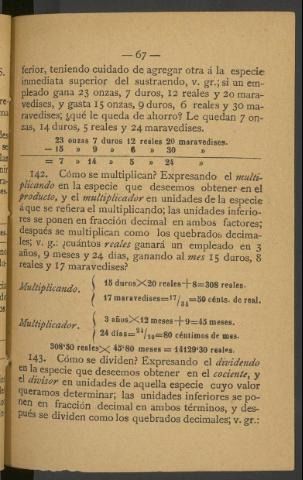 — 67 —
ferior, teniendo cuidado de agregar otra á la especie
inmediata superior del sustraendo, v. gr.; si un em-
pleado gana 23 onzas, 7 duros, 12 reales y 20 mara-
vedises, y gasta 15 onzas, 9 duros, 6 reales y 30 ma-
ravedises; ¿qué le queda de ahorro? Le quedan 7 on-
zas, 14 duros, 5 reales y 24 maravedises.
23 onzas 7 duros 12 reales 20 maravedises.
— 15 » 9 » 6 » 30 »
= 7 » 14 » 5 » 24 »
142. Cómo se multiplican? Expresando el multi-
plicando en la especie que deseemos obtener en el
producto, y el multiplicador en unidades de la especie
á que se refiera el multiplicando; las unidades inferio-
res se ponen en fracción decimal en ambos factores;
después se multiplican como los quebrados decima-
les; v. g.: ¿cuántos reales ganará un empleado en 3
años, 9 meses y 24 dias, ganando al mes 15 duros, 8
reales y 17 maravedises?
Multiplicando. { 15 duros×20 reales+8=308 reales.
17 maravedises=17/34=50 cénts. de real.
Multiplicador. { 3 años×12 meses+9=45 meses.
24 dias=24/30=80 céntimos de mes.
308'50 reales×45'80 meses = 14129'30 reales.
143. Cómo se dividen? Expresando el dividendo
en la especie que deseemos obtener en el cociente, y
el divisor en unidades de aquella especie cuyo valor
queramos determinar; las unidades inferiores se po-
nen en fracción decimal en ambos términos, y des-
pués se dividen como los quebrados decimales; v. gr.: